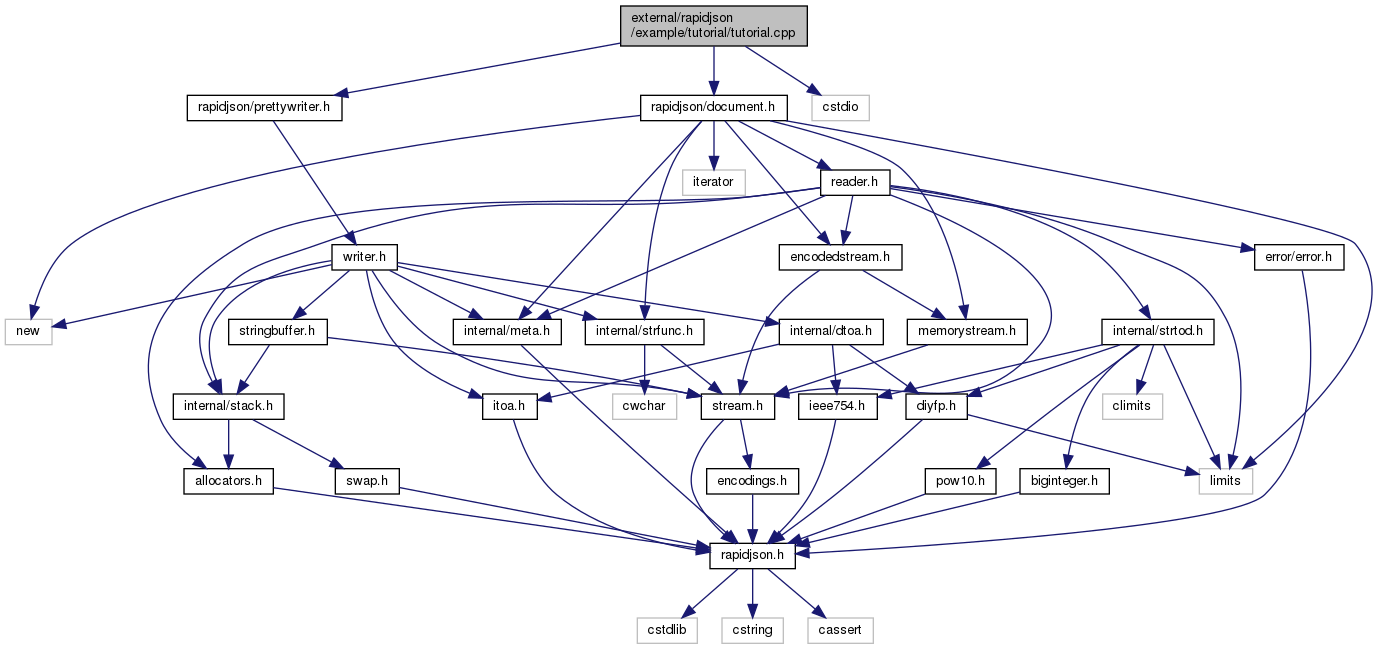 external/rapidjson
/example/tutorial/tutorial.cpp
rapidjson/prettywriter.h
rapidjson/document.h
cstdio
iterator
reader.h
writer.h
encodedstream.h
error/error.h
new
stringbuffer.h
internal/meta.h
internal/strfunc.h
internal/dtoa.h
memorystream.h
internal/strtod.h
internal/stack.h
itoa.h
cwchar
stream.h
ieee754.h
diyfp.h
climits
allocators.h
swap.h
encodings.h
pow10.h
biginteger.h
limits
rapidjson.h
cstdlib
cstring
cassert